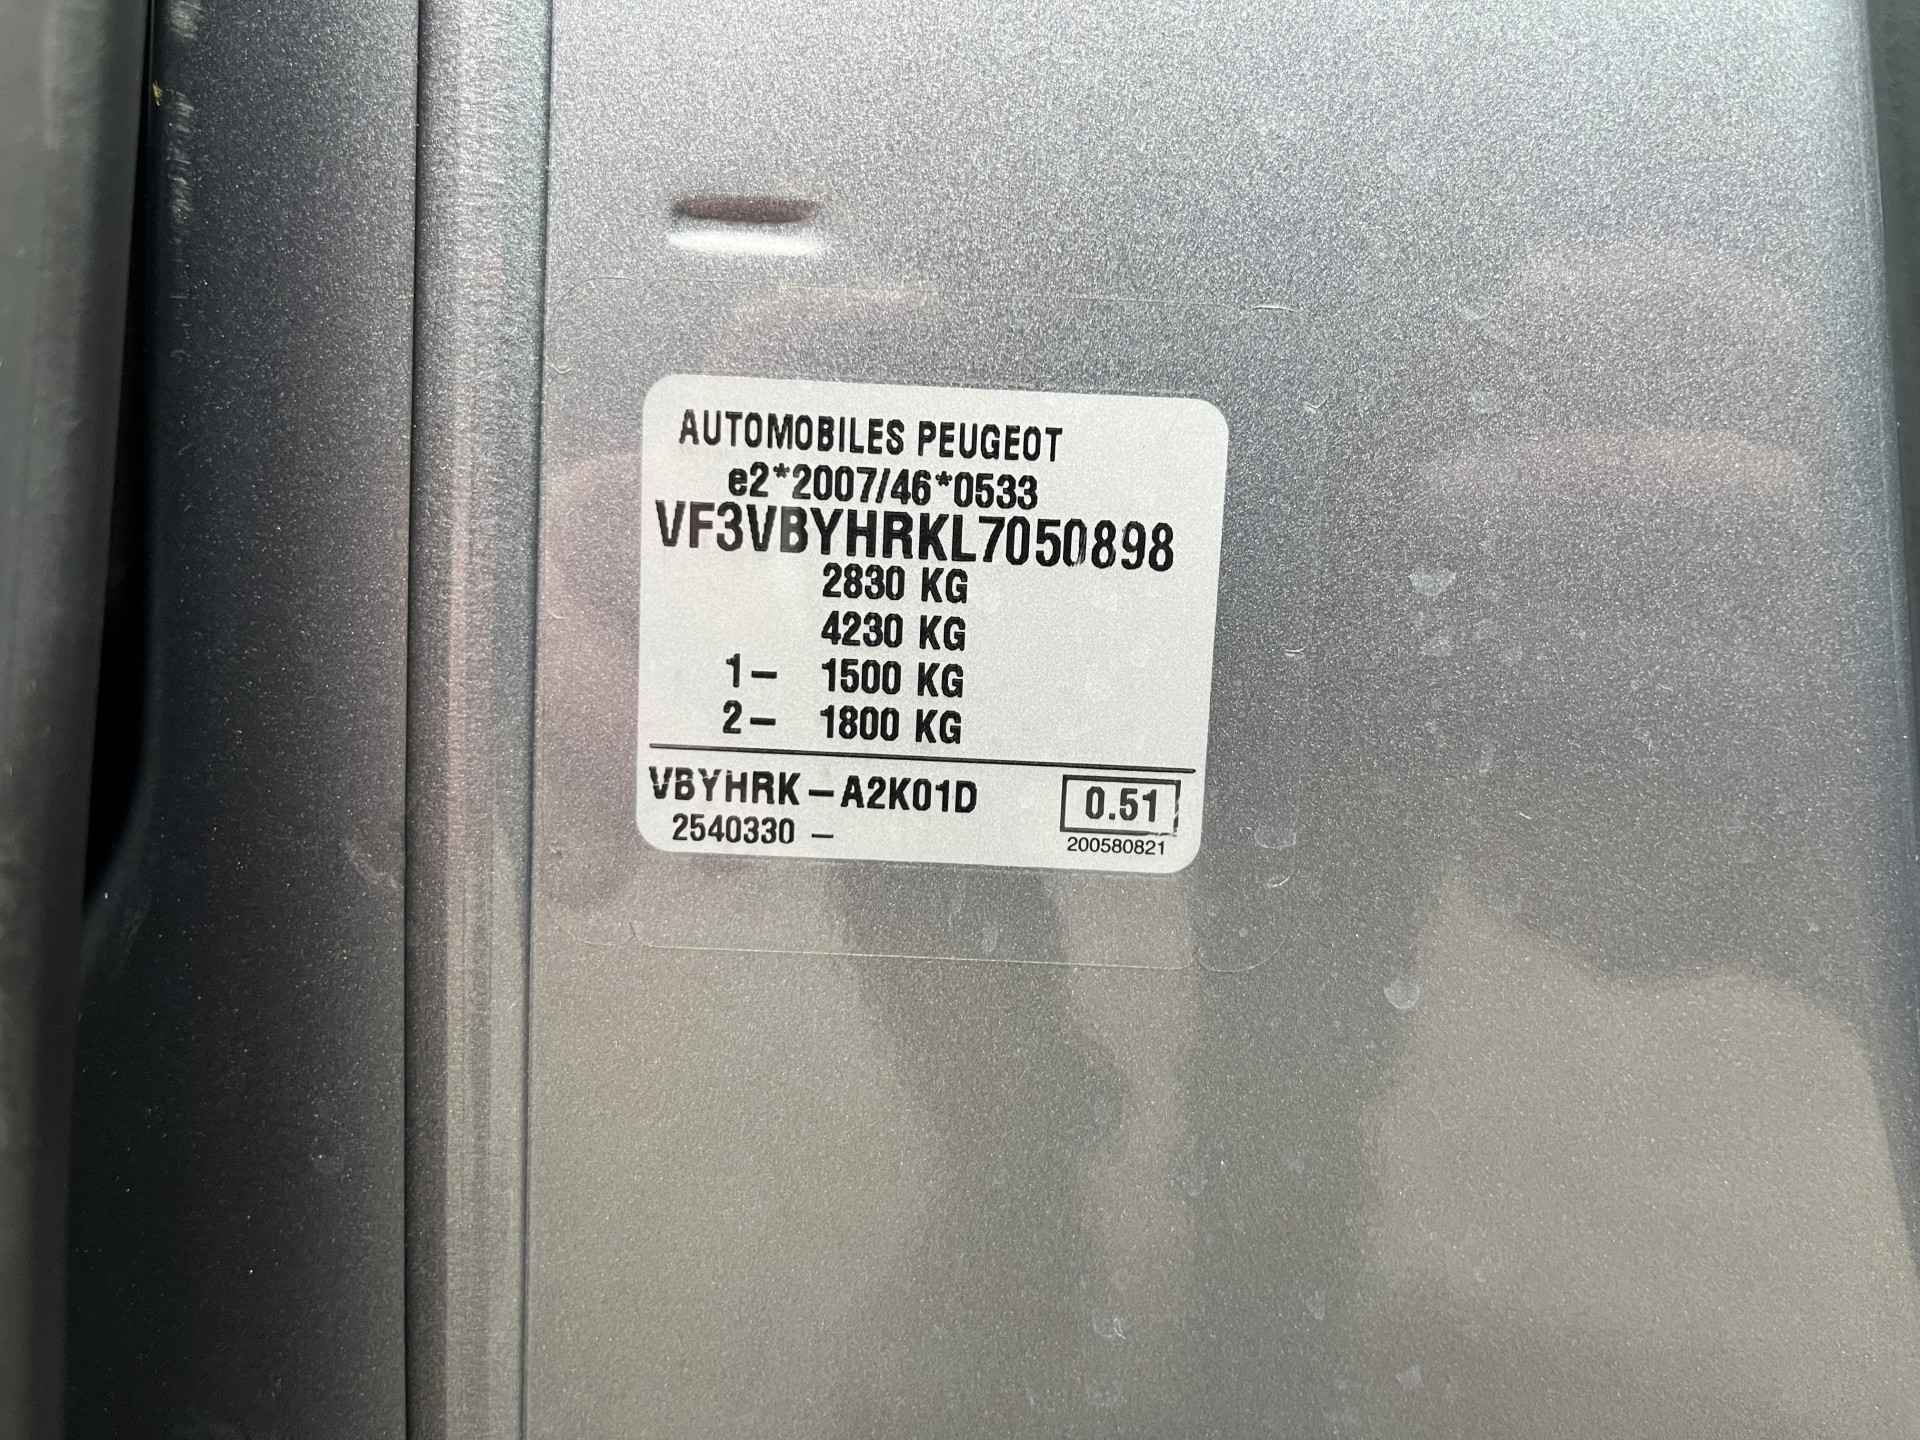 AUTOMOBILES PEUGEOT
e2*2007/46*0533
VF3VBYHRKL7050898
2830 KG
4230 KG
1– 1500 KG
2– 1800 KG
VBYHRK – A2K01D
0.51
2540330 –
200580821